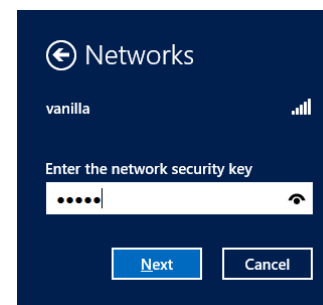 Networks
vanilla
Enter the network security key
•••••
Next
Cancel